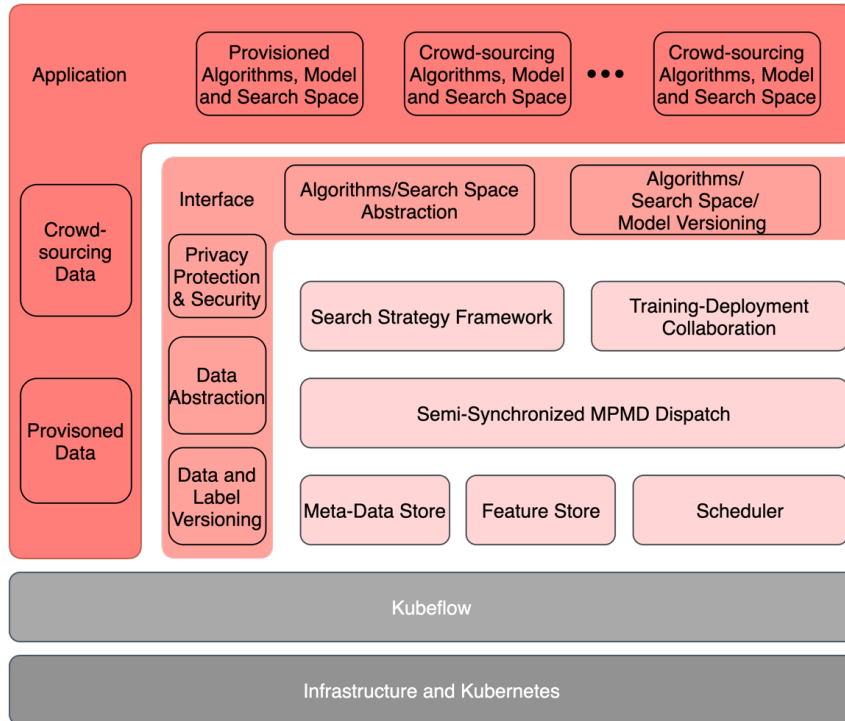 Application
Provisioned
Algorithms, Model
and Search Space
Crowd-sourcing
Algorithms, Model
and Search Space
•••
Crowd-sourcing
Algorithms, Model
and Search Space
Crowd-
sourcing
Data
Provisoned
Data
Interface
Algorithms/Search Space
Abstraction
Algorithms/
Search Space/
Model Versioning
Privacy
Protection
& Security
Data
Abstraction
Data and
Label
Versioning
Search Strategy Framework
Training-Deployment
Collaboration
Semi-Synchronized MPMD Dispatch
Meta-Data Store
Feature Store
Scheduler
Kubeflow
Infrastructure and Kubernetes